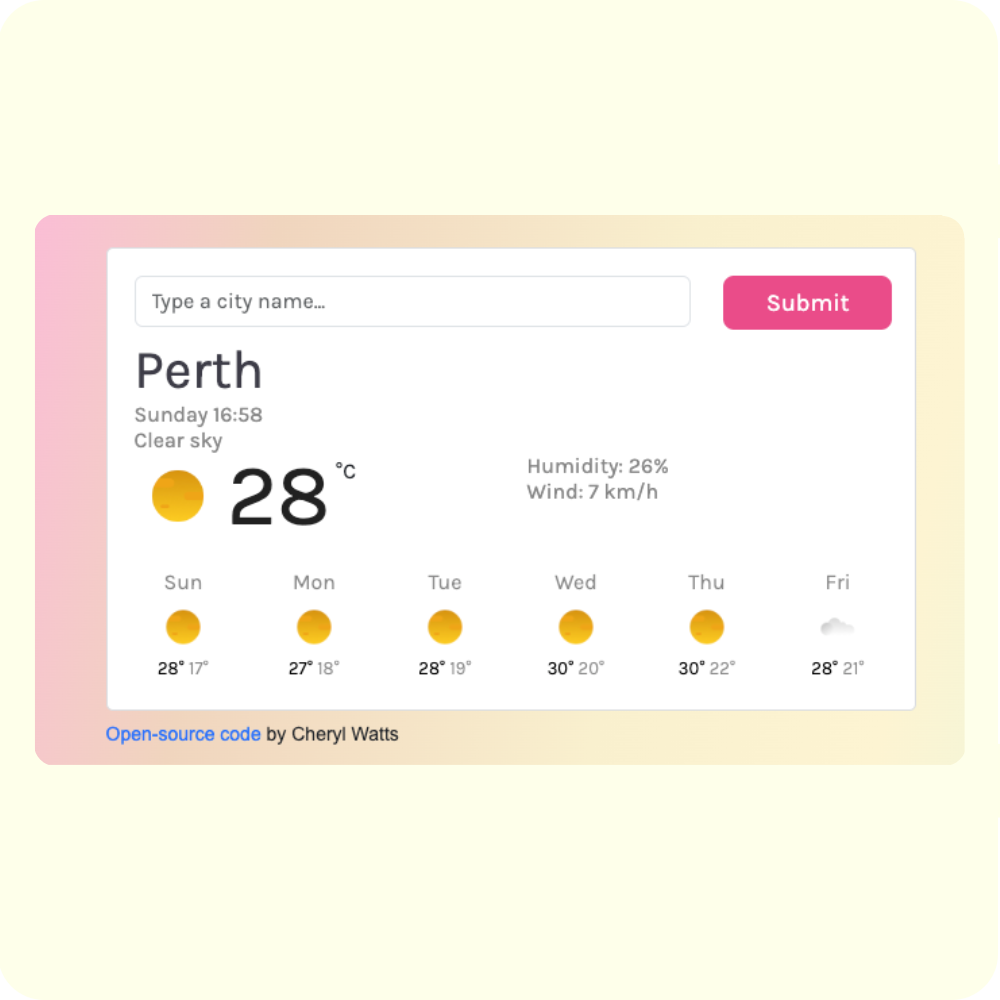 Type a city name...
Submit
Perth
Sunday 16:58
Clear sky
28 °C
Humidity: 26%
Wind: 7 km/h
Sun Mon Tue Wed Thu Fri
28° 17° 27° 18° 28° 19° 30° 20° 30° 22° 28° 21°
Open-source code by Cheryl Watts